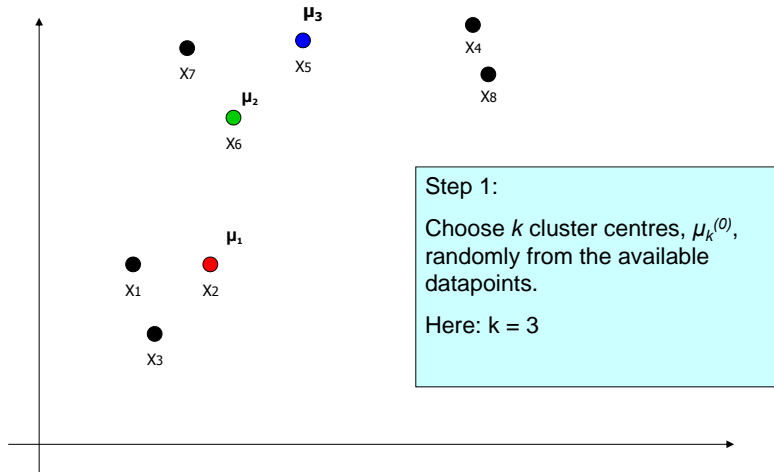 μ₃
X4
X7
X5
X8
μ₂
X6
Step 1:
Choose k cluster centres, μₖ⁽⁰⁾,
randomly from the available
datapoints.
Here: k = 3
μ₁
X1
X2
X3